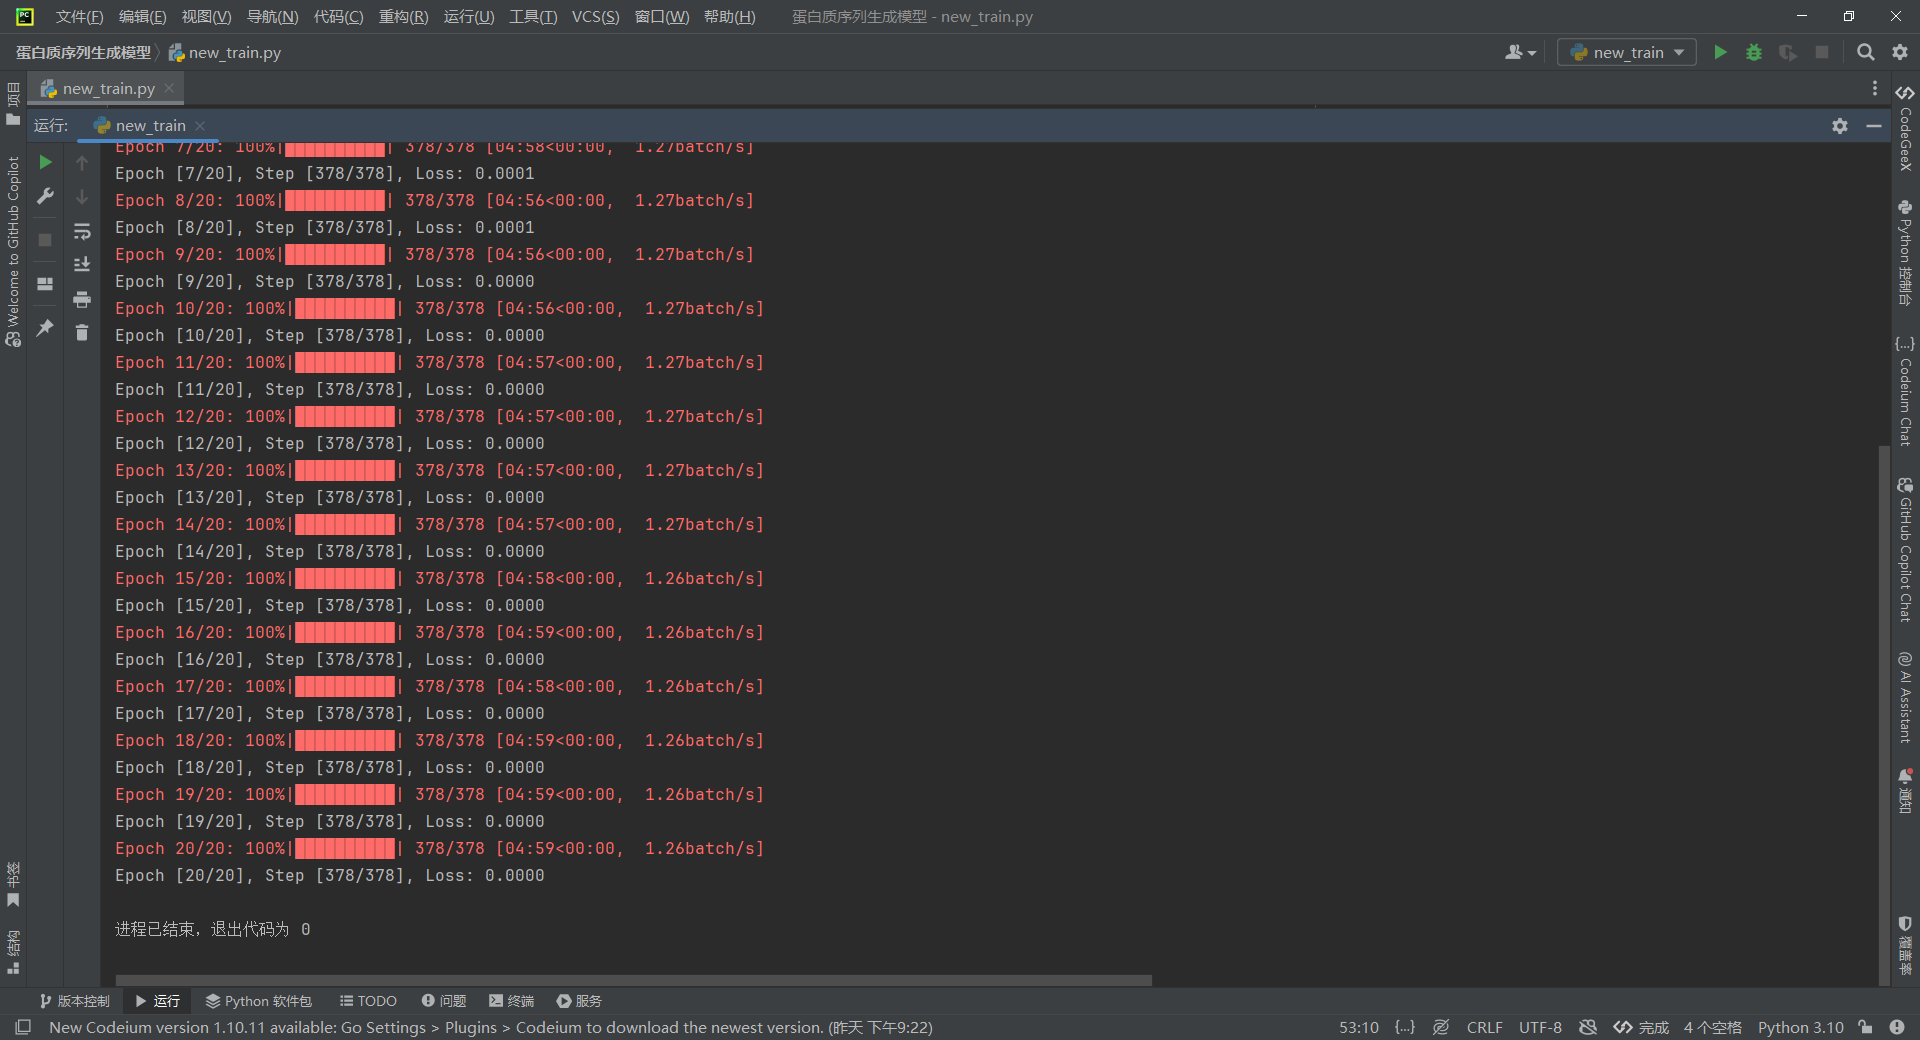 文件(F) 编辑(E) 视图(V) 导航(N) 代码(C) 重构(R) 运行(U) 工具(T) VCS(S) 窗口(W) 帮助(H) 蛋白质序列生成模型 - new_train.py
蛋白质序列生成模型 new_train.py
new_train
new_train.py
运行: new_train
Epoch 7/20: 100%|██████████| 378/378 [04:58<00:00, 1.27batch/s]
Epoch [7/20], Step [378/378], Loss: 0.0001
Epoch 8/20: 100%|██████████| 378/378 [04:56<00:00, 1.27batch/s]
Epoch [8/20], Step [378/378], Loss: 0.0001
Epoch 9/20: 100%|██████████| 378/378 [04:56<00:00, 1.27batch/s]
Epoch [9/20], Step [378/378], Loss: 0.0000
Epoch 10/20: 100%|██████████| 378/378 [04:56<00:00, 1.27batch/s]
Epoch [10/20], Step [378/378], Loss: 0.0000
Epoch 11/20: 100%|██████████| 378/378 [04:57<00:00, 1.27batch/s]
Epoch [11/20], Step [378/378], Loss: 0.0000
Epoch 12/20: 100%|██████████| 378/378 [04:57<00:00, 1.27batch/s]
Epoch [12/20], Step [378/378], Loss: 0.0000
Epoch 13/20: 100%|██████████| 378/378 [04:57<00:00, 1.27batch/s]
Epoch [13/20], Step [378/378], Loss: 0.0000
Epoch 14/20: 100%|██████████| 378/378 [04:57<00:00, 1.27batch/s]
Epoch [14/20], Step [378/378], Loss: 0.0000
Epoch 15/20: 100%|██████████| 378/378 [04:58<00:00, 1.26batch/s]
Epoch [15/20], Step [378/378], Loss: 0.0000
Epoch 16/20: 100%|██████████| 378/378 [04:59<00:00, 1.26batch/s]
Epoch [16/20], Step [378/378], Loss: 0.0000
Epoch 17/20: 100%|██████████| 378/378 [04:58<00:00, 1.26batch/s]
Epoch [17/20], Step [378/378], Loss: 0.0000
Epoch 18/20: 100%|██████████| 378/378 [04:59<00:00, 1.26batch/s]
Epoch [18/20], Step [378/378], Loss: 0.0000
Epoch 19/20: 100%|██████████| 378/378 [04:59<00:00, 1.26batch/s]
Epoch [19/20], Step [378/378], Loss: 0.0000
Epoch 20/20: 100%|██████████| 378/378 [04:59<00:00, 1.26batch/s]
Epoch [20/20], Step [378/378], Loss: 0.0000
进程已结束，退出代码为 0
项目
Welcome to GitHub Copilot
书签
结构
CodeGeeX
Python 控制台
Codeium Chat
GitHub Copilot Chat
AI Assistant
通知
覆盖率
版本控制 运行 Python 软件包 TODO 问题 终端 服务
New Codeium version 1.10.11 available: Go Settings > Plugins > Codeium to download the newest version. (昨天 下午9:22)
53:10 {...} CRLF UTF-8 完成 4 个空格 Python 3.10